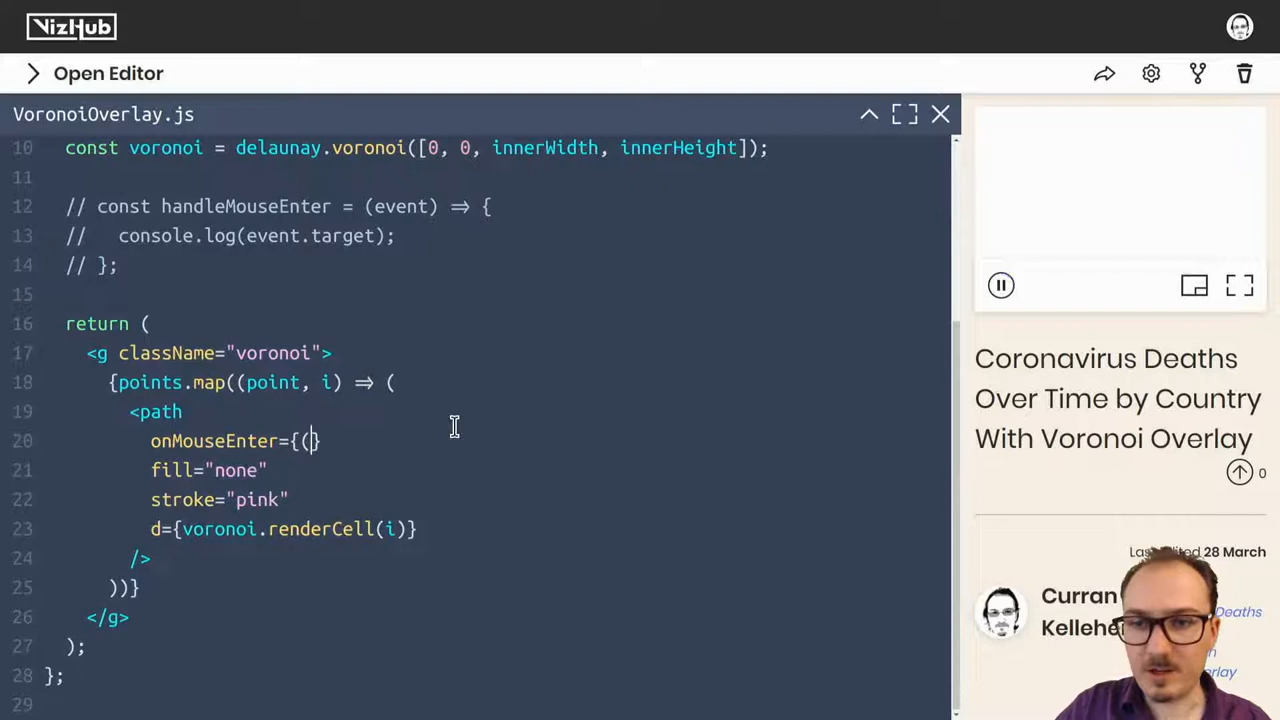 VizHub
Open Editor
VoronoiOverlay.js
10 const voronoi = delaunay.voronoi([0, 0, innerWidth, innerHeight]);
11
12 // const handleMouseEnter = (event) => {
13 //   console.log(event.target);
14 // };
15
16 return (
17 <g className="voronoi">
18 {points.map((point, i) => (
19 <path
20 onMouseEnter={(}
21 fill="none"
22 stroke="pink"
23 d={voronoi.renderCell(i)}
24 />
25 ))}
26 </g>
27 );
28 };
29
Coronavirus Deaths
Over Time by Country
With Voronoi Overlay
0
Last edited 28 March
Curran
Kelleher
Deaths